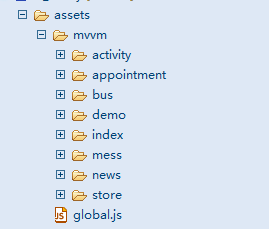 assets
mvvm
activity
appointment
bus
demo
index
mess
news
store
global.js